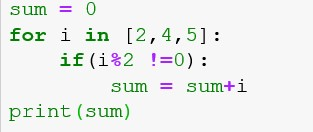 sum = 0
for i in [2,4,5]:
    if(i%2 !=0):
        sum = sum+i
print(sum)